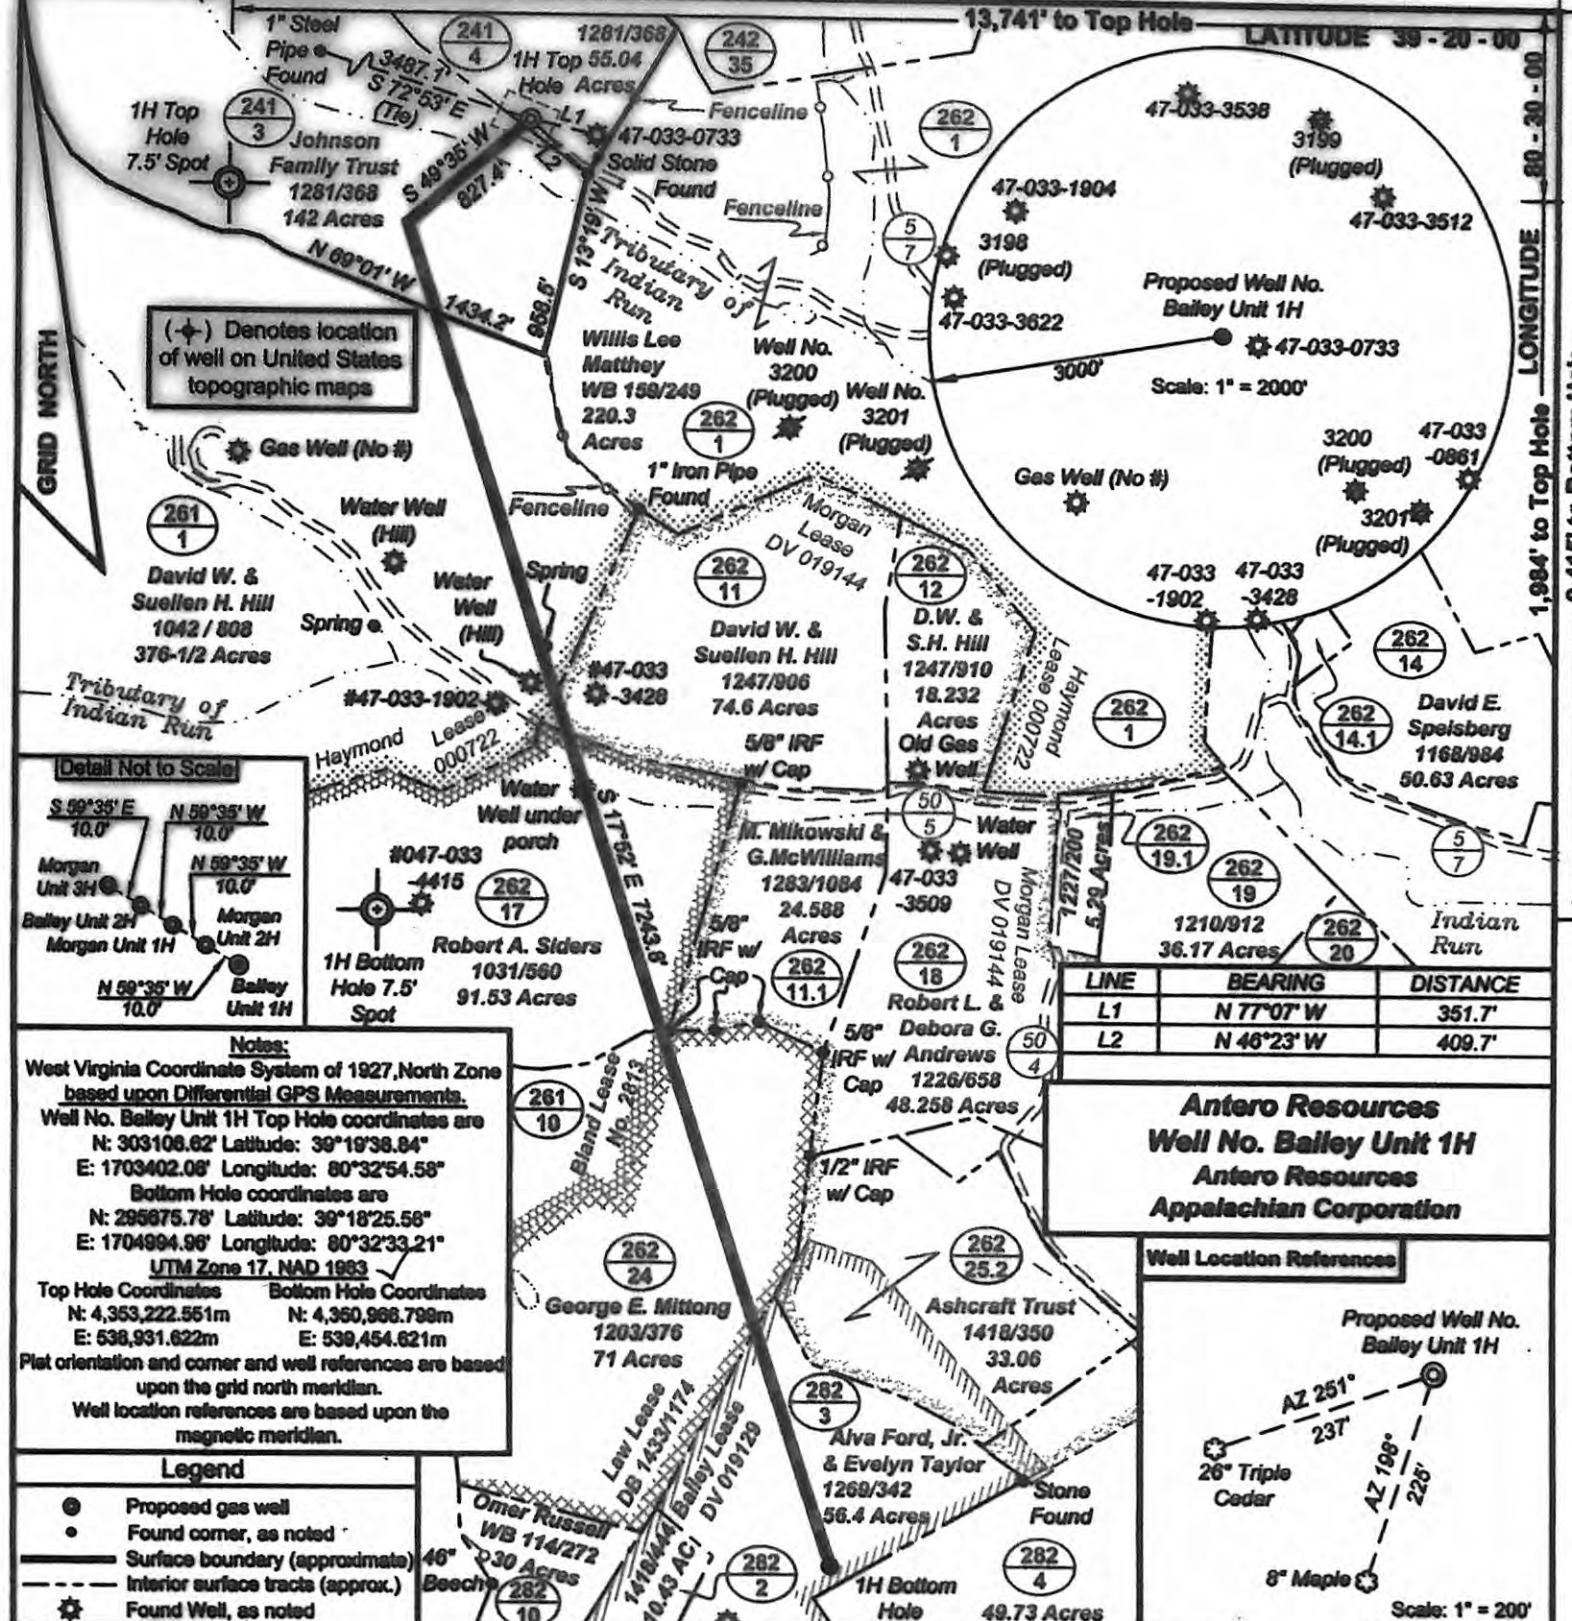 13,741' to Top Hole
LATITUDE 39 - 20 - 00
LONGITUDE 80 - 30 - 00
1,984' to Top Hole
1" Steel
Pipe
Found
241
4
3487.1'
S 72°53' E
(Tie)
1281/368
1H Top 55.04
Hole Acres
242
35
1H Top
Hole
7.5' Spot
241
3
Johnson
Family Trust
1281/368
142 Acres
S 49°35' W
827.4'
L1
L2
47-033-0733
Solid Stone
Found
Fenceline
Fenceline
262
1
5
7
S 13°19' W
958.5'
N 69°01' W
1434.2'
Tributary of
Indian
Run
GRID NORTH
(-¢-) Denotes location
of well on United States
topographic maps
Willis Lee
Matthey
WB 159/249
220.3
Acres
262
1
Well No.
3200
(Plugged)
Well No.
3201
(Plugged)
1" Iron Pipe
Found
Fenceline
47-033-3538
3199
(Plugged)
47-033-1904
47-033-3512
3198
(Plugged)
47-033-3622
Proposed Well No.
Bailey Unit 1H
47-033-0733
3000'
Scale: 1" = 2000'
3200
(Plugged)
47-033
-0861
Gas Well (No #)
3201
(Plugged)
47-033
-1902
47-033
-3428
Gas Well (No #)
261
1
Water Well
(Hill)
David W. &
Suellen H. Hill
1042 / 808
376-1/2 Acres
Water
Well
(Hill)
Spring
Spring
Tributary of
Indian Run
#47-033-1902
#47-033
-3428
Haymond Lease
000722
Morgan
Lease
DV 019144
262
11
David W. &
Suellen H. Hill
1247/906
74.6 Acres
5/8" IRF
w/ Cap
262
12
D.W. &
S.H. Hill
1247/910
18.232
Acres
Old Gas
Well
Haymond
Lease 000722
262
1
262
14
262
14.1
David E.
Speisberg
1168/984
50.63 Acres
Detail Not to Scale
S 59°35' E
10.0'
N 59°35' W
10.0'
Morgan
Unit 3H
N 59°35' W
10.0'
Bailey Unit 2H
Morgan
Unit 2H
Morgan Unit 1H
N 59°35' W
10.0'
Bailey
Unit 1H
Water
Well under
porch
S 17°52' E 7243.6'
#047-033
-4415
262
17
Robert A. Siders
1031/560
91.53 Acres
1H Bottom
Hole 7.5'
Spot
M. Mikowski &
G.McWilliams
1283/1084
24.588
Acres
262
11.1
5/8"
IRF w/
Cap
50
5
Water
Well
47-033
-3509
262
18
Robert L. &
Debora G.
Andrews
1226/658
48.258 Acres
Morgan Lease
DV 019144
5/8"
IRF w/
Cap
50
4
1227/200
5.29 Acres
262
19.1
262
19
1210/912
36.17 Acres
262
20
5
7
Indian
Run
LINE BEARING DISTANCE
L1 N 77°07' W 351.7'
L2 N 46°23' W 409.7'
Notes:
West Virginia Coordinate System of 1927,North Zone
based upon Differential GPS Measurements.
Well No. Bailey Unit 1H Top Hole coordinates are
N: 303106.62' Latitude: 39°19'38.84"
E: 1703402.08' Longitude: 80°32'54.58"
Bottom Hole coordinates are
N: 295675.78' Latitude: 39°18'25.56"
E: 1704994.96' Longitude: 80°32'33.21"
UTM Zone 17, NAD 1983
Top Hole Coordinates Bottom Hole Coordinates
N: 4,353,222.551m N: 4,350,966.799m
E: 538,931.622m E: 539,454.621m
Plat orientation and corner and well references are based
upon the grid north meridian.
Well location references are based upon the
magnetic meridian.
261
10
Bland Lease
No. 2813
1/2" IRF
w/ Cap
Antero Resources
Well No. Bailey Unit 1H
Antero Resources
Appalachian Corporation
262
24
George E. Mittong
1203/376
71 Acres
262
25.2
Ashcraft Trust
1418/350
33.06
Acres
282
3
Alva Ford, Jr.
& Evelyn Taylor
1269/342
56.4 Acres
Stone
Found
Law Lease
DB 1433/1174
Bailey Lease
DV 019129
Well Location References
Proposed Well No.
Bailey Unit 1H
AZ 251°
237'
26" Triple
Cedar
AZ 198°
225'
8" Maple
Scale: 1" = 200'
Legend
Proposed gas well
Found corner, as noted
Surface boundary (approximate)
Interior surface tracts (approx.)
Found Well, as noted
Omer Russell
WB 114/272
30 Acres
46"
Beech
282
10
1418/444
10.43 AC
282
2
1H Bottom
Hole
282
4
49.73 Acres